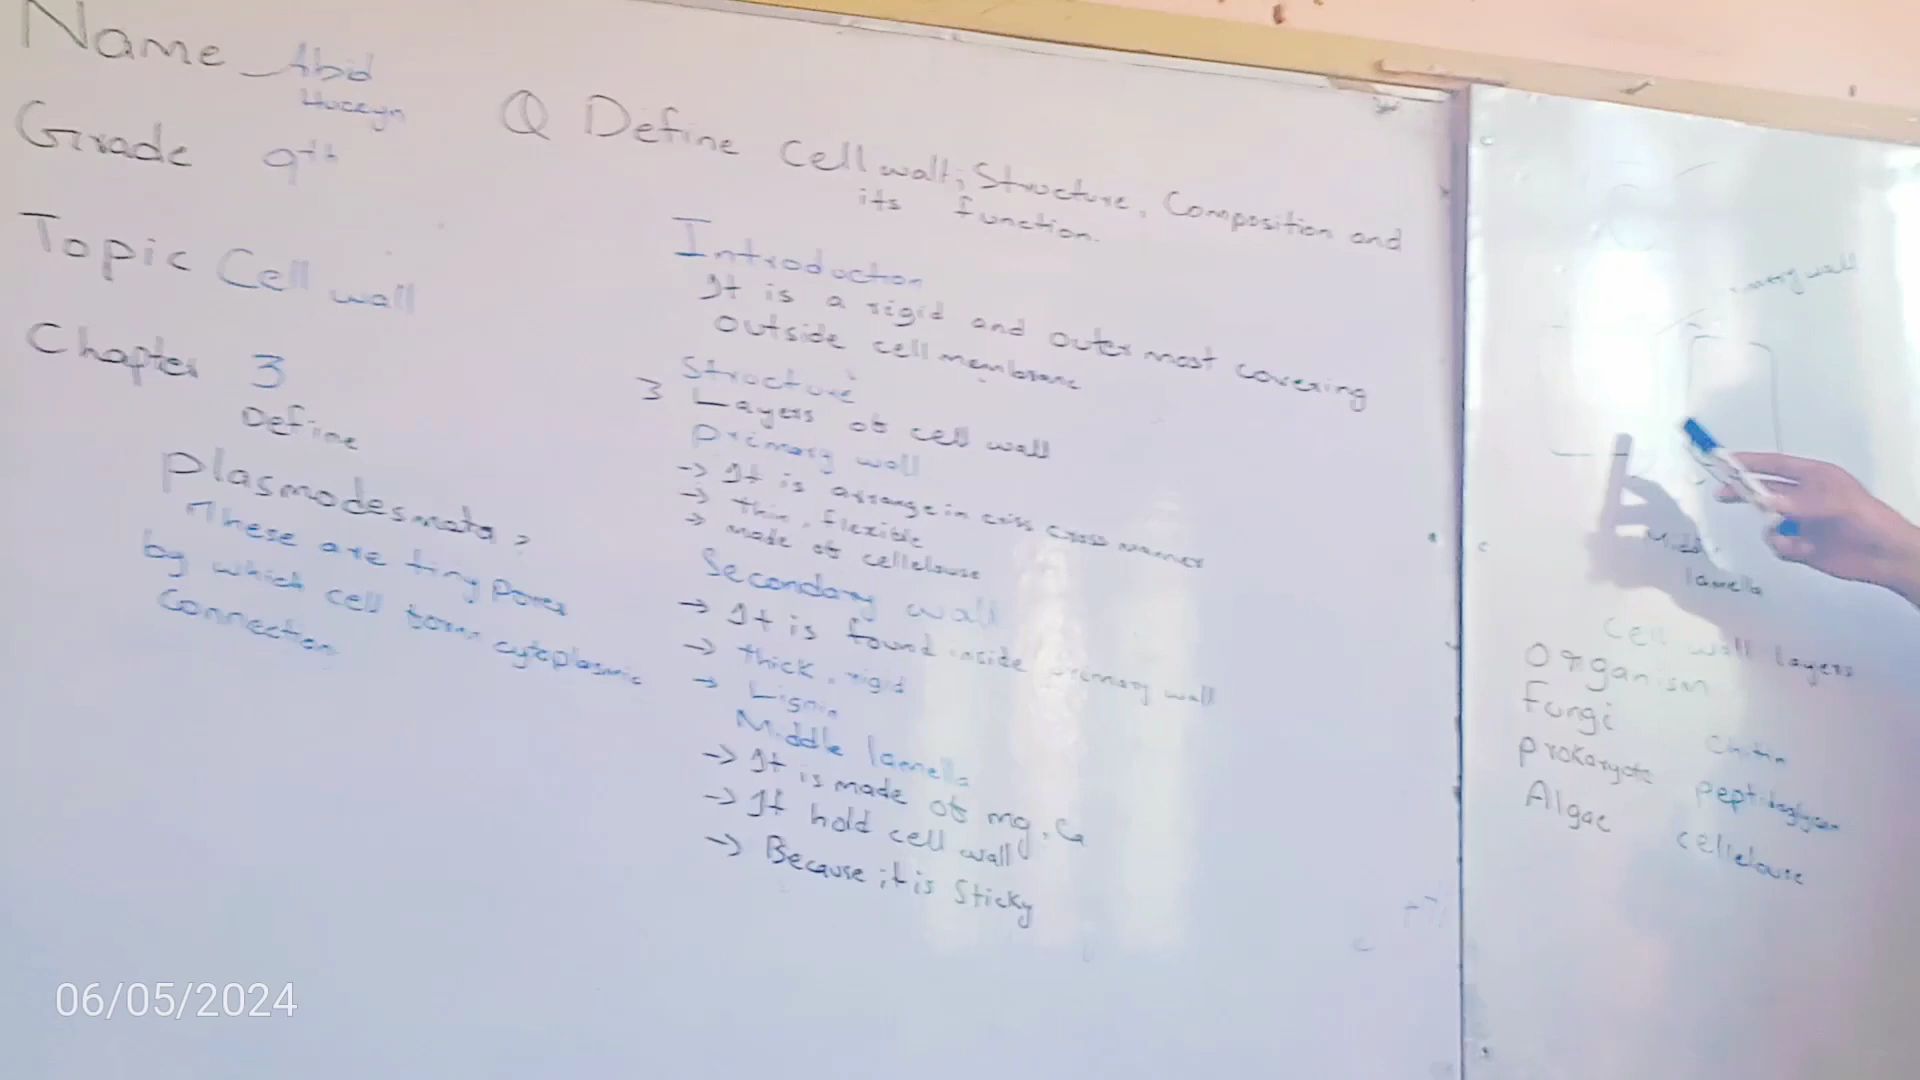 Name Abid
Huceyn
Grade 9th
Topic Cell wall
Chapter 3
Define
plasmodesmata ?
These are tiny pores
by which cell form cytoplasmic
Connection
Q Define Cell wall; Structure, Composition and
its function.
Introducton
It is a rigid and outer most covering
outside cell membrane
Structure
3 Layers of cell wall
primary wall
-> It is arrange in criss cross manner
-> thin, flexible
-> made of cellelouse
Secondary wall
-> It is found inside primary wall
-> thick, rigid
-> Lignin
Middle lamella
-> It is made of mg, Ca
-> It hold cell wall
-> Because it is Sticky
wall
lamella
Cell wall layers
Organism
Fungi Chitin
Prokaryote peptidoglycan
Algae cellelouse
06/05/2024